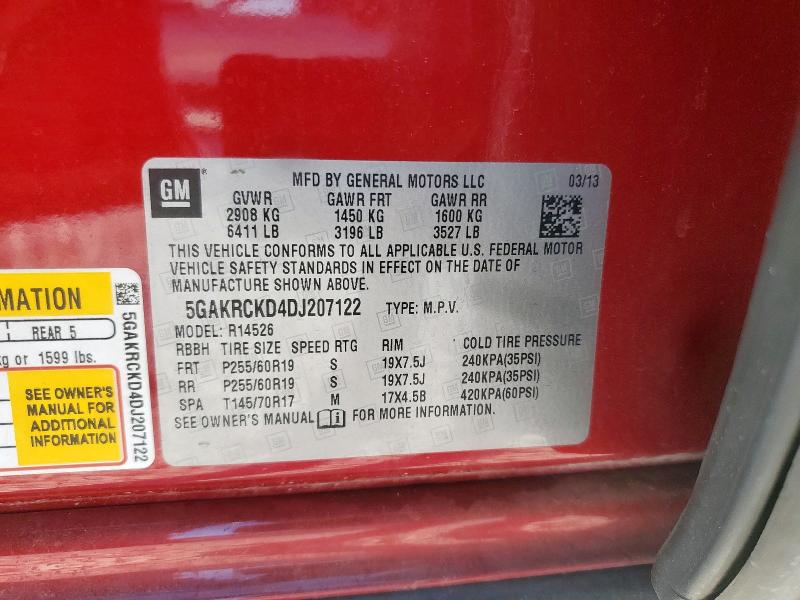 GM
MFD BY GENERAL MOTORS LLC 03/13
GVWR GAWR FRT GAWR RR
2908 KG 1450 KG 1600 KG
6411 LB 3196 LB 3527 LB
THIS VEHICLE CONFORMS TO ALL APPLICABLE U.S. FEDERAL MOTOR
VEHICLE SAFETY STANDARDS IN EFFECT ON THE DATE OF
MANUFACTURE SHOWN ABOVE.
5GAKRCKD4DJ207122 TYPE: M.P.V.
MODEL: R14526
RBBH TIRE SIZE SPEED RTG RIM COLD TIRE PRESSURE
FRT P255/60R19 S 19X7.5J 240KPA(35PSI)
RR P255/60R19 S 19X7.5J 240KPA(35PSI)
SPA T145/70R17 M 17X4.5B 420KPA(60PSI)
SEE OWNER'S MANUAL FOR MORE INFORMATION.
MATION
REAR 5
kg or 1599 lbs.
SEE OWNER'S
MANUAL FOR
ADDITIONAL
INFORMATION
5GAKRCKD4DJ207122